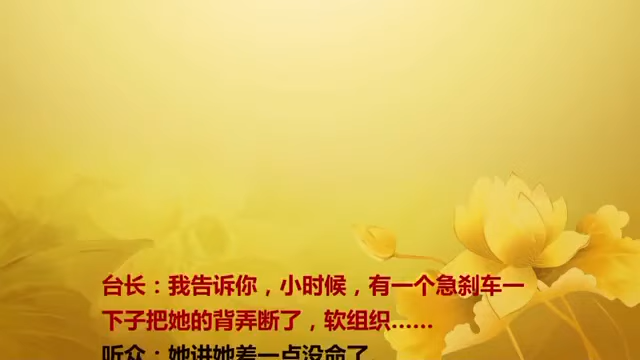 台长：我告诉你，小时候，有一个急刹车一
下子把她的背弄断了，软组织……
听众：她讲她差一点没命了。